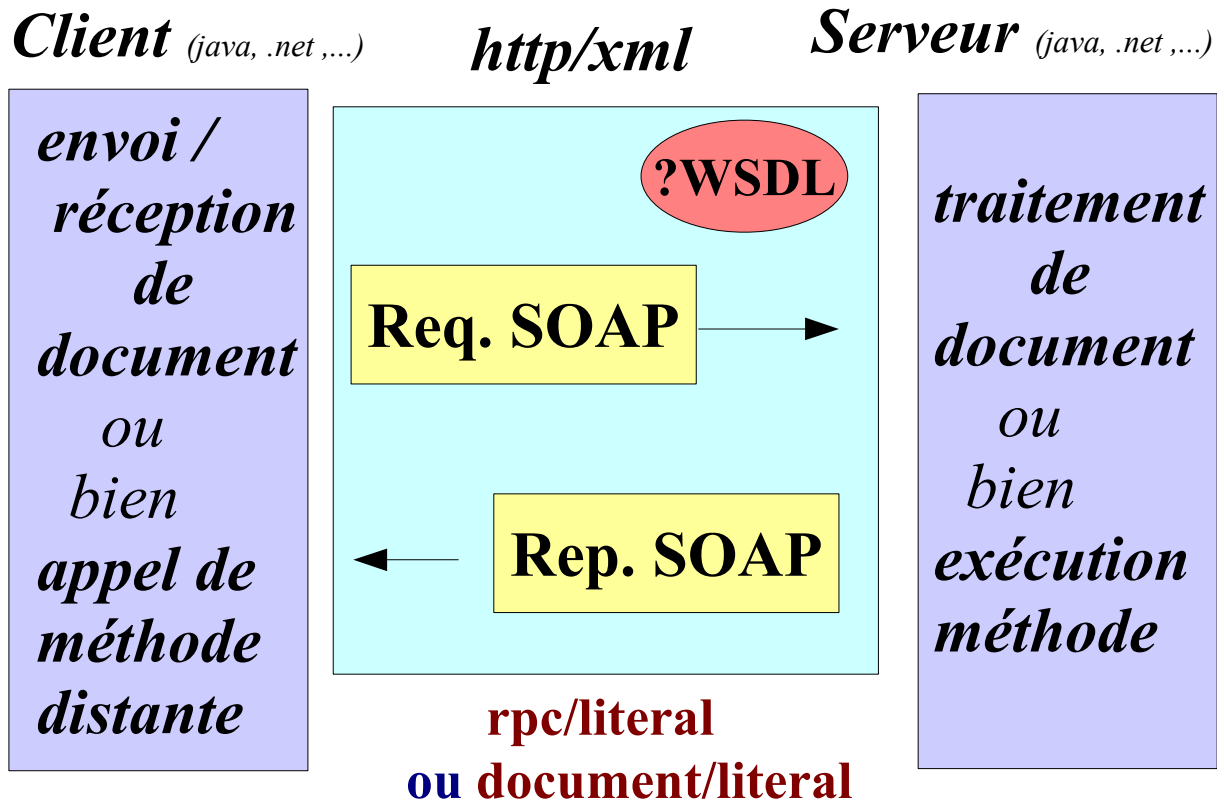 Client (java, .net ,...)
http/xml
Serveur (java, .net ,...)
envoi /
réception
de
document
ou
bien
appel de
méthode
distante
?WSDL
Req. SOAP
Rep. SOAP
traitement
de
document
ou
bien
exécution
méthode
rpc/literal
ou document/literal